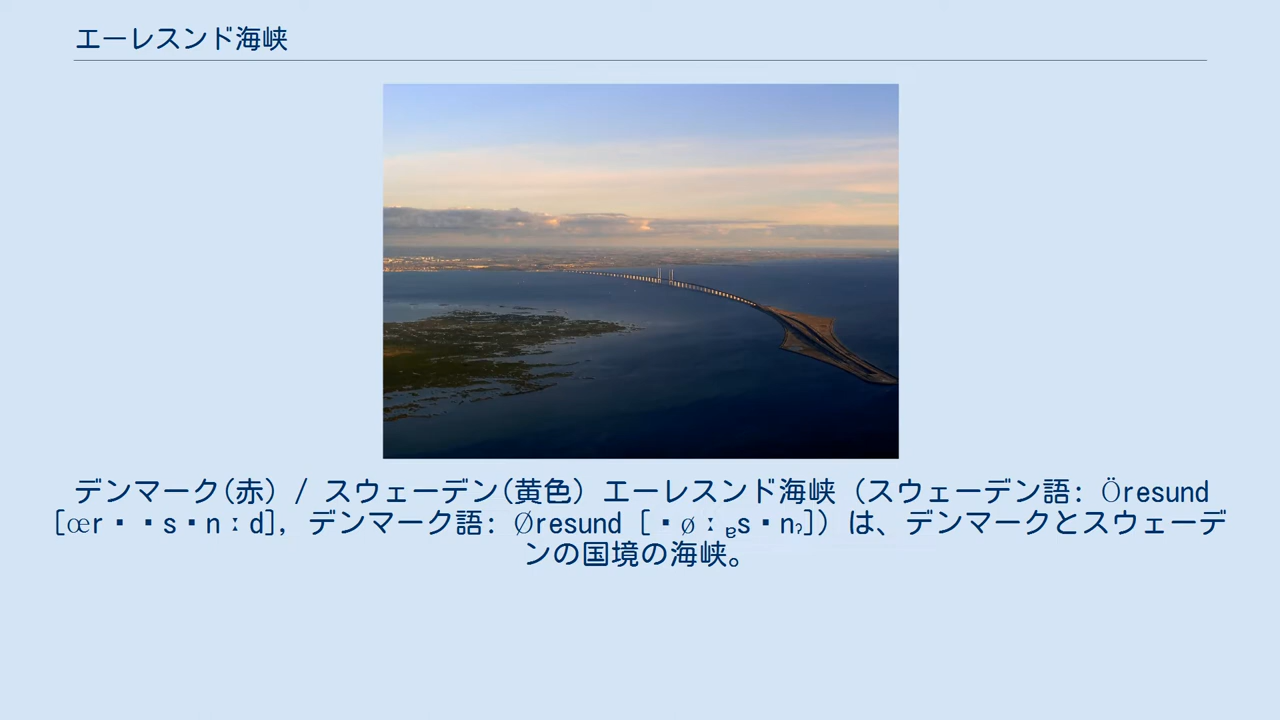 エーレスンド海峡
デンマーク(赤) / スウェーデン(黄色) エーレスンド海峡 (スウェーデン語: Öresund
[œr▪▪s▪nːd], デンマーク語: Øresund [▪øːɐs▪nˀ]) は、デンマークとスウェーデ
ンの国境の海峡。